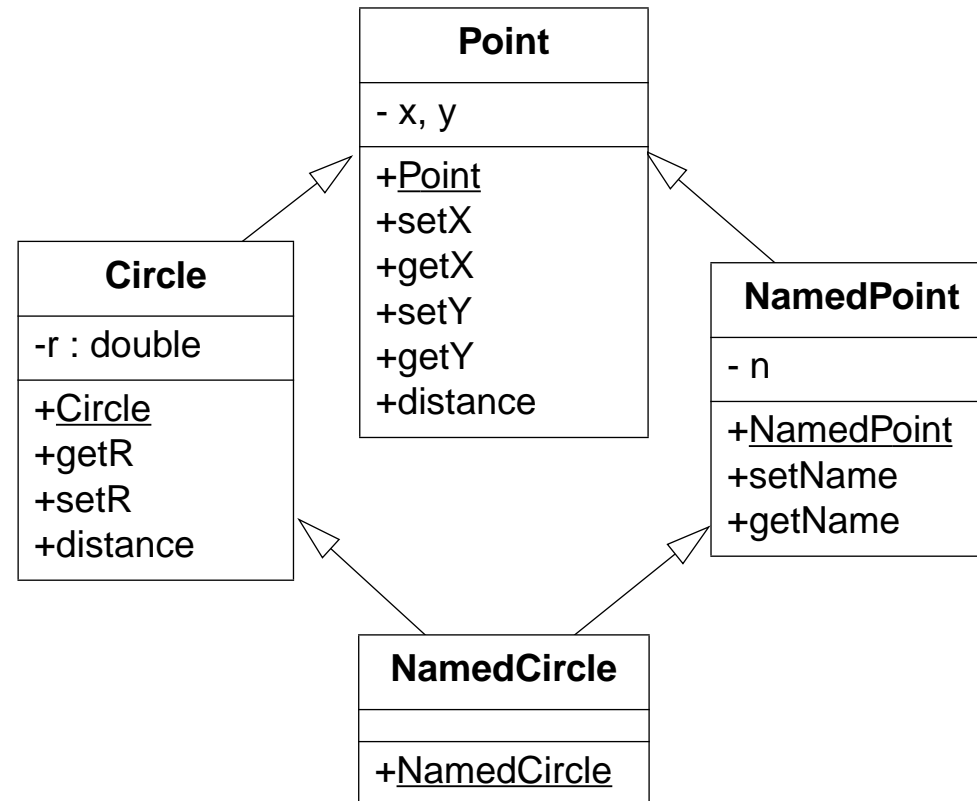 Point
- x, y
+Point
+setX
+getX
+setY
+getY
+distance
Circle
-r : double
+Circle
+getR
+setR
+distance
NamedPoint
- n
+NamedPoint
+setName
+getName
NamedCircle
+NamedCircle